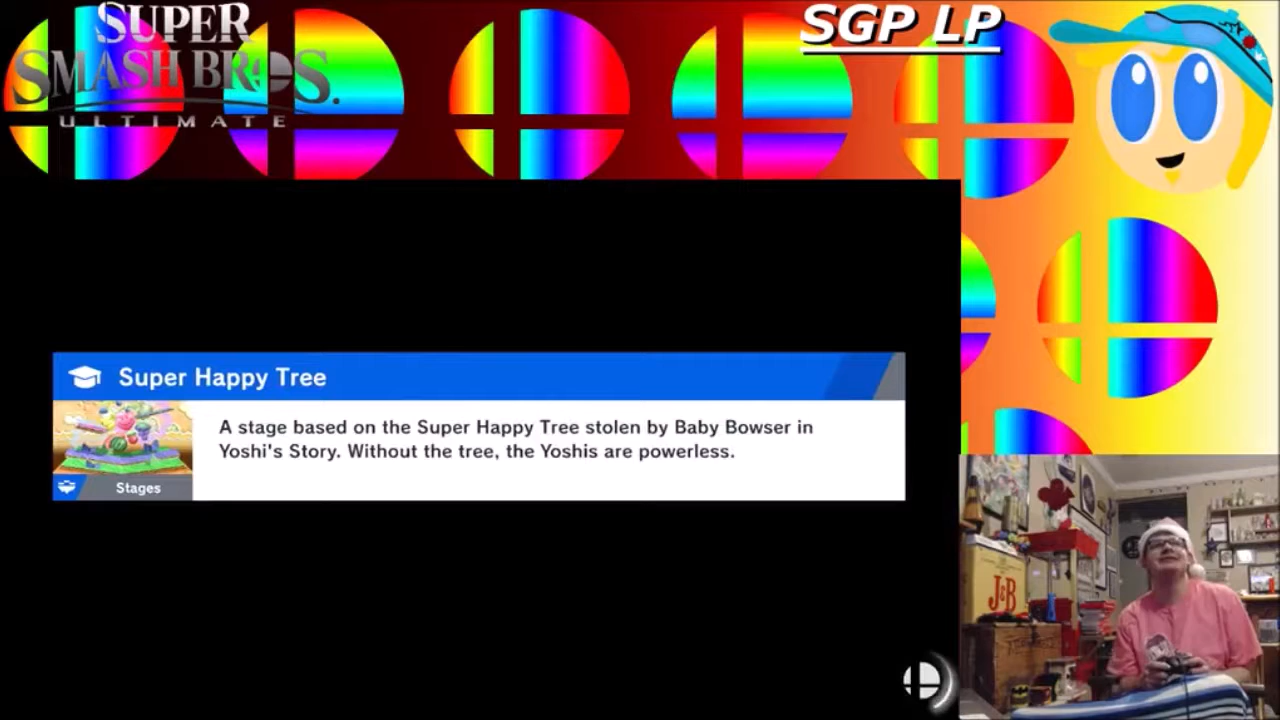 SUPER
SMASH BROS.
ULTIMATE
SGP LP
Super Happy Tree
A stage based on the Super Happy Tree stolen by Baby Bowser in
Yoshi's Story. Without the tree, the Yoshis are powerless.
Stages
J&B